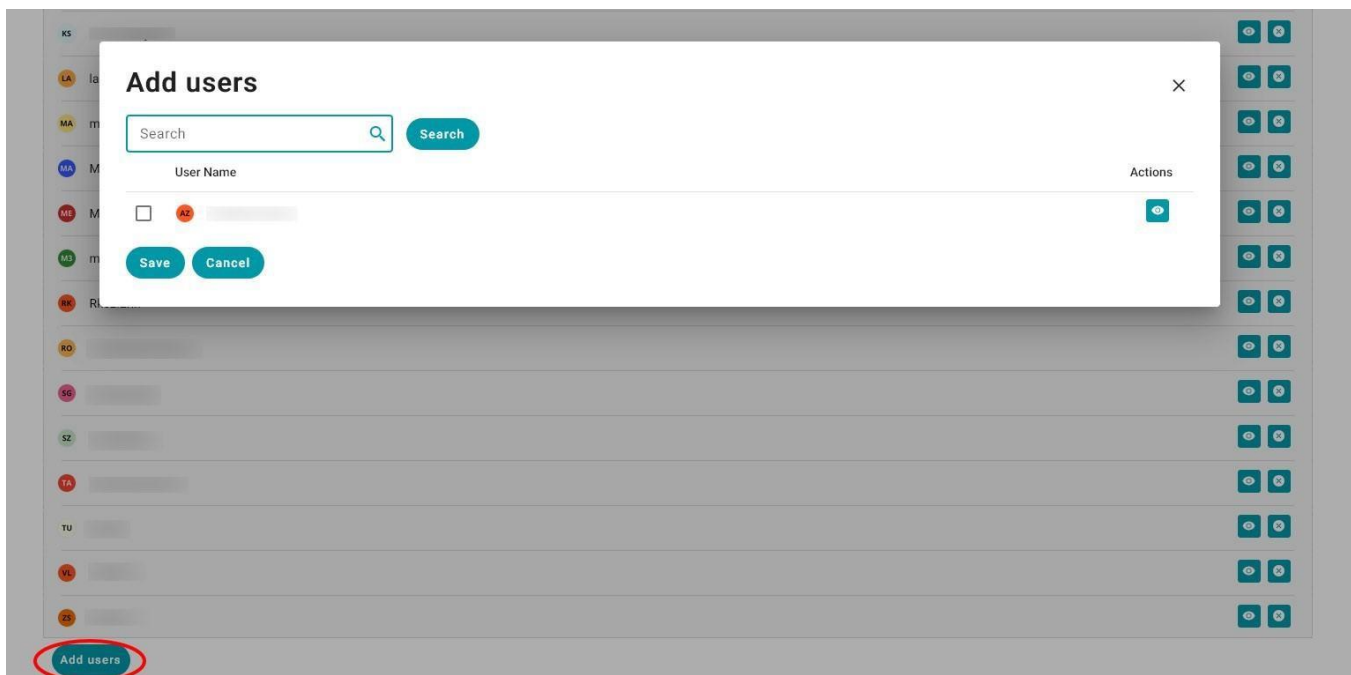 KS
LA la
Add users
MA m
Search Search
MA M
User Name Actions
ME M
AZ
M3 m
Save Cancel
RK
RO
SG
SZ
TA
TU
VL
ZS
Add users